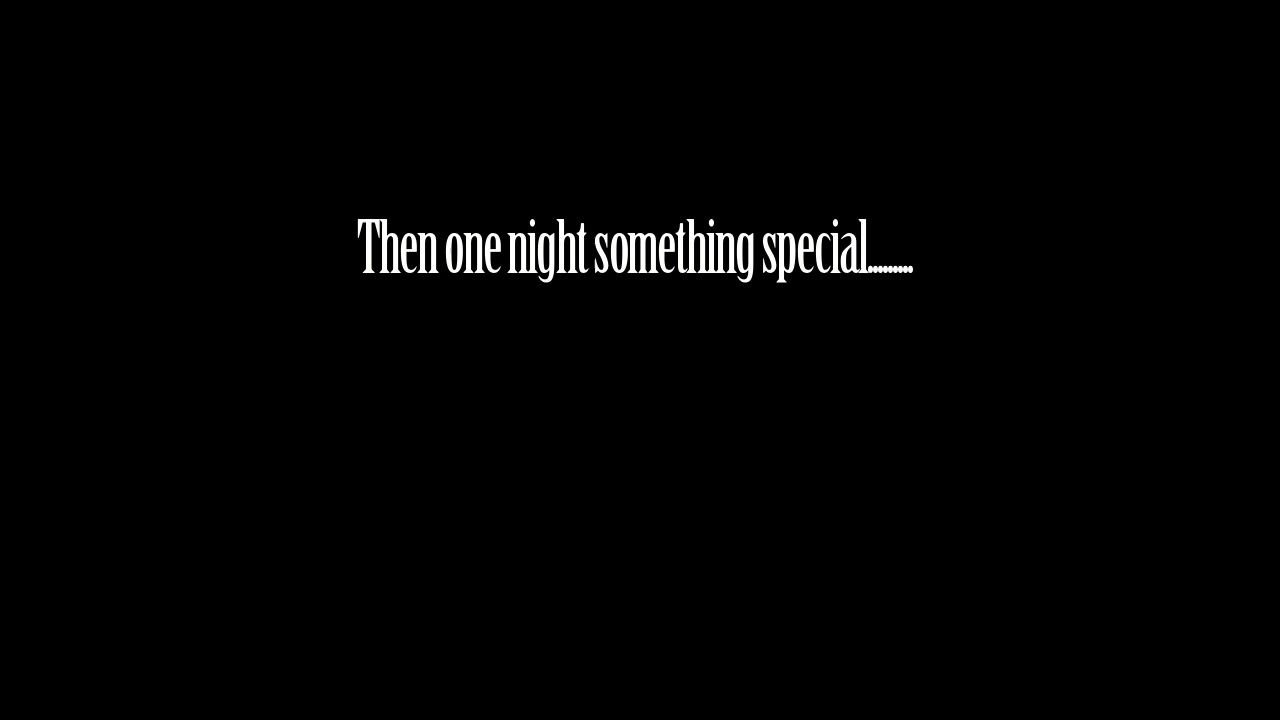 Then one night something special.........